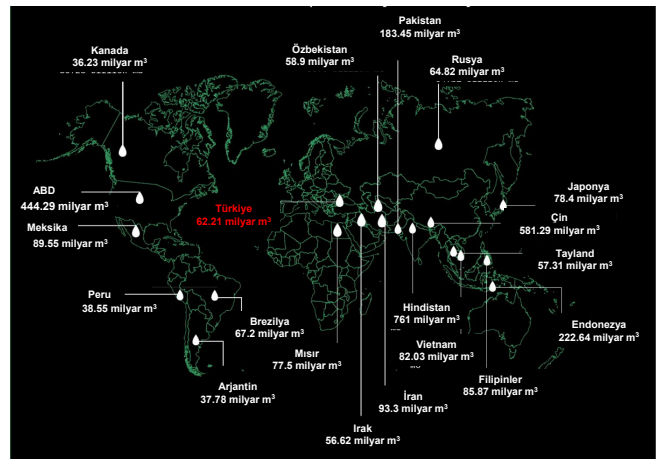 Pakistan
183.45 milyar m³
Kanada
36.23 milyar m³
Özbekistan
58.9 milyar m³
Rusya
64.82 milyar m³
ABD
444.29 milyar m³
Türkiye
62.21 milyar m³
Japonya
78.4 milyar m³
Meksika
89.55 milyar m³
Çin
581.29 milyar m³
Tayland
57.31 milyar m³
Peru
38.55 milyar m³
Brezilya
67.2 milyar m³
Hindistan
761 milyar m³
Endonezya
222.64 milyar m³
Mısır
77.5 milyar m³
Vietnam
82.03 milyar m³
Arjantin
37.78 milyar m³
Filipinler
85.87 milyar m³
İran
93.3 milyar m³
Irak
56.62 milyar m³